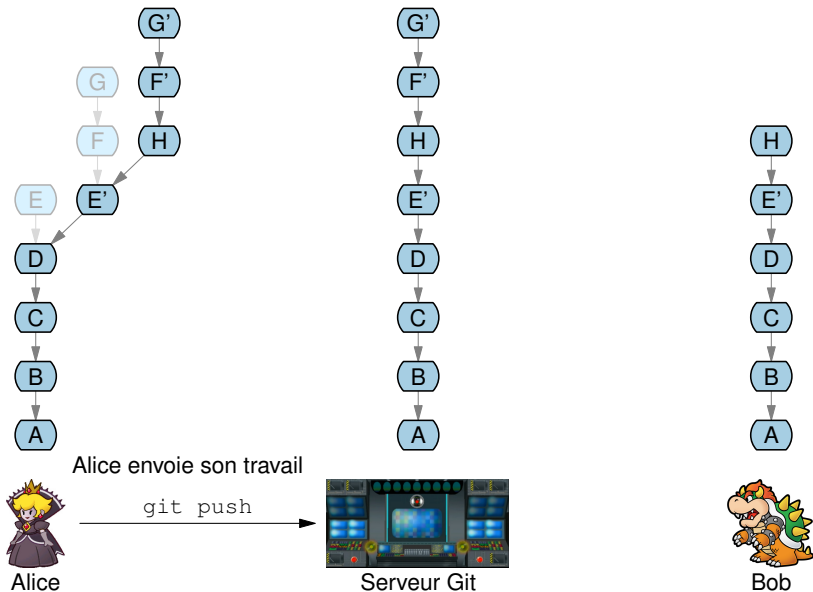 G' G'
G F' F'
F H H H
E E' E' E'
D D D
C C C
B B B
A A A
Alice envoie son travail
git push
Alice Serveur Git Bob